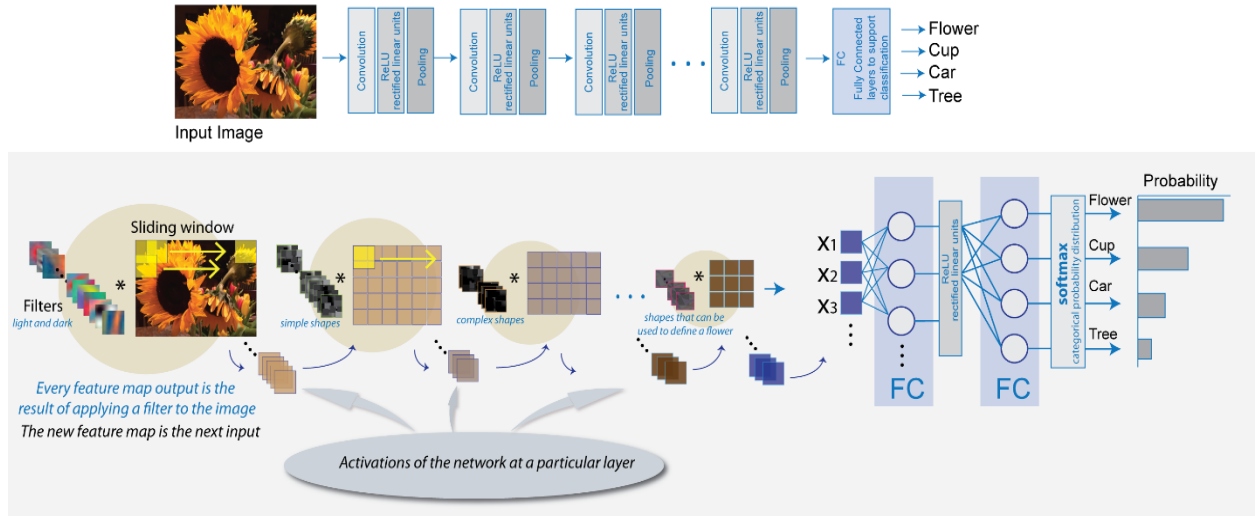 Input Image
Convolution
ReLU
rectified linear units
Pooling
Convolution
ReLU
rectified linear units
Pooling
Convolution
ReLU
rectified linear units
Pooling
Convolution
ReLU
rectified linear units
Pooling
FC
Fully Connected
layers to support
classification
Flower
Cup
Car
Tree
Sliding window
*
Filters
light and dark
*
simple shapes
*
complex shapes
*
shapes that can be
used to define a flower
Every feature map output is the
result of applying a filter to the image
The new feature map is the next input
Activations of the network at a particular layer
X1
X2
X3
FC
ReLU
rectified linear units
FC
softmax
categorical probability distribution
Probability
Flower
Cup
Car
Tree